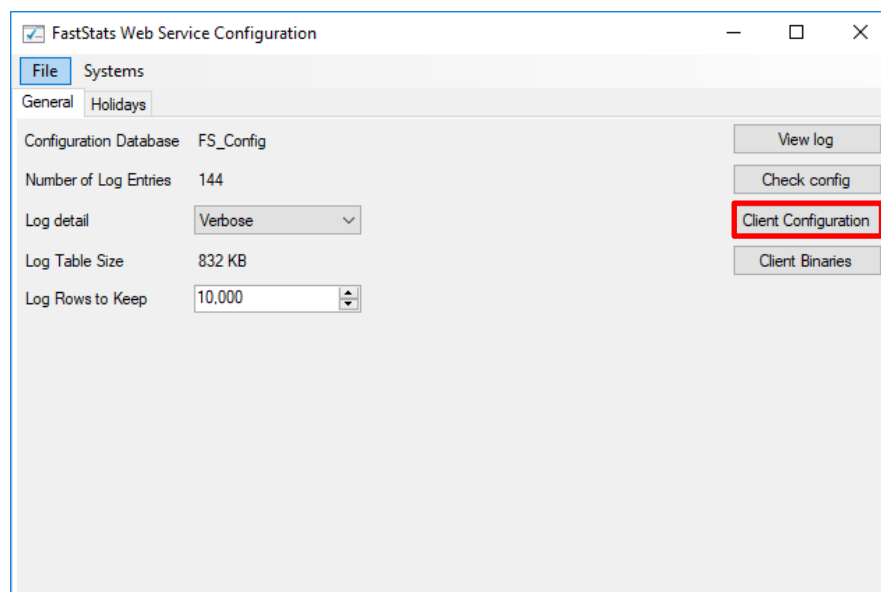 FastStats Web Service Configuration
File Systems
General Holidays
Configuration Database FS_Config View log
Number of Log Entries 144 Check config
Log detail Verbose Client Configuration
Log Table Size 832 KB Client Binaries
Log Rows to Keep 10,000